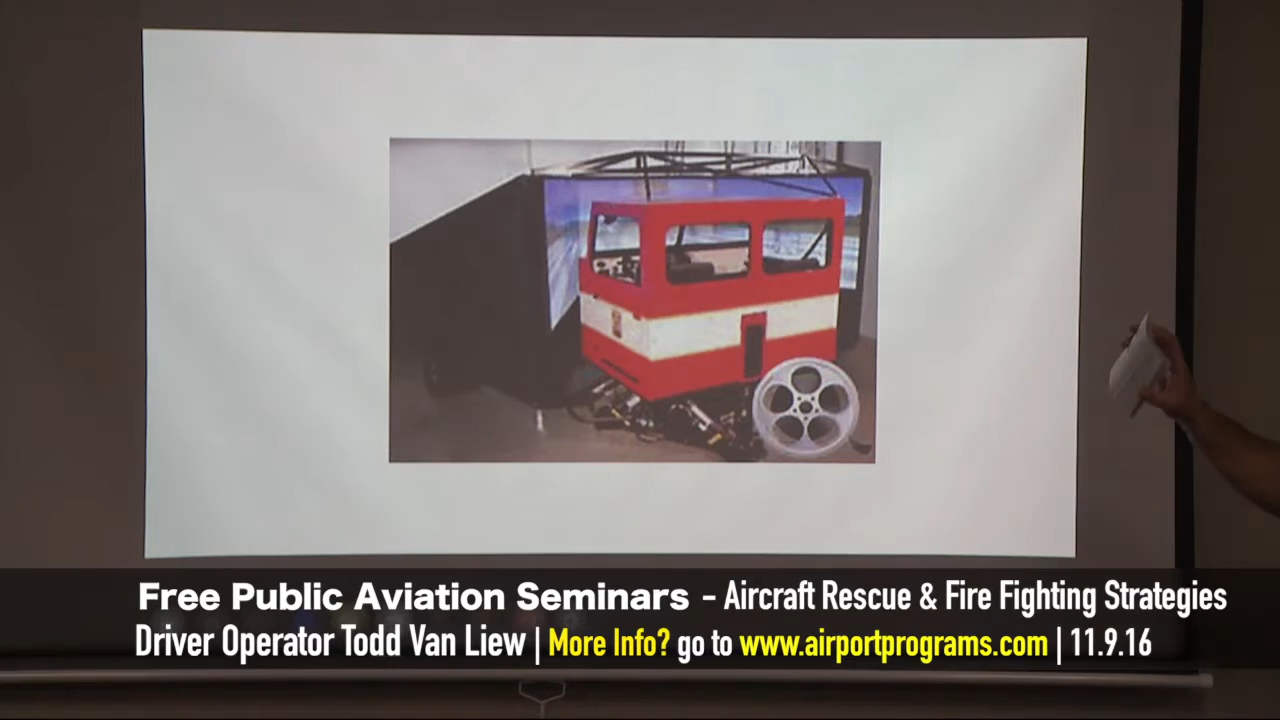 Free Public Aviation Seminars - Aircraft Rescue & Fire Fighting Strategies
Driver Operator Todd Van Liew | More Info? go to www.airportprograms.com | 11.9.16